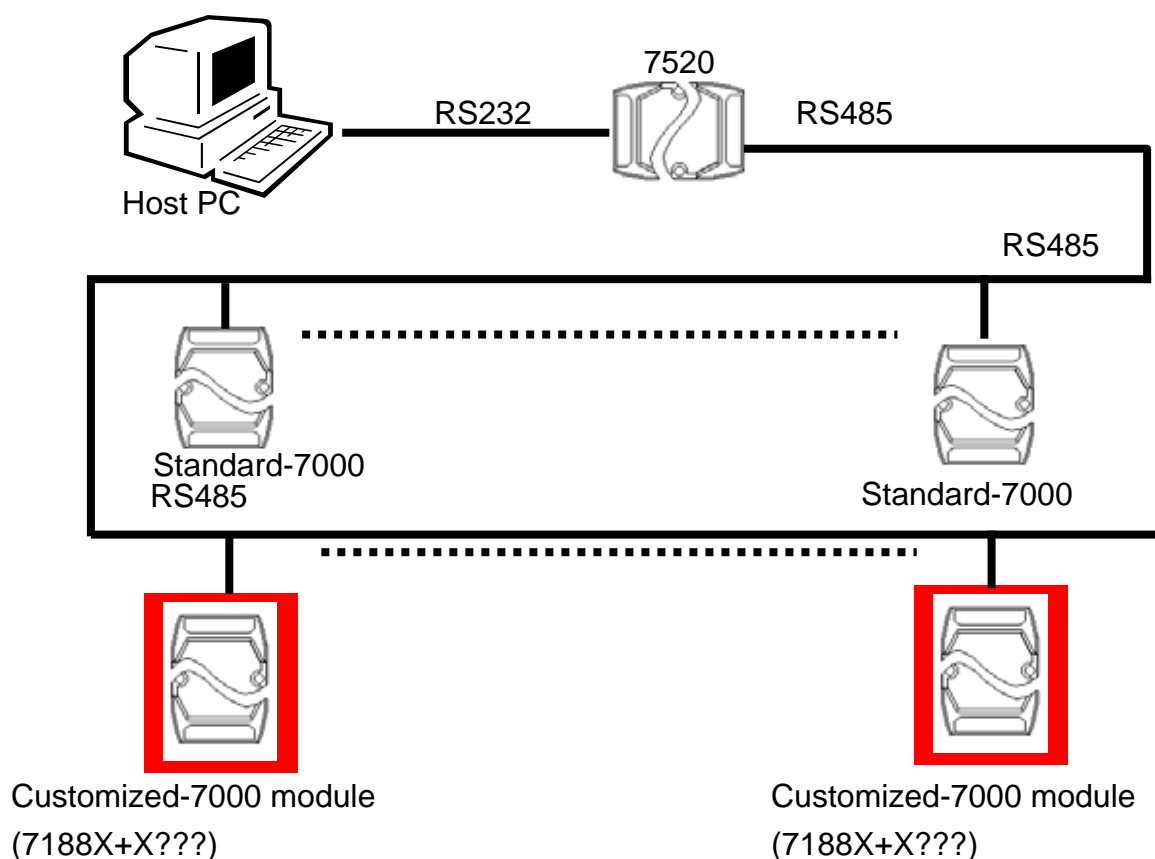 7520
RS232
RS485
Host PC
RS485
Standard-7000
RS485
Standard-7000
Customized-7000 module
(7188X+X???)
Customized-7000 module
(7188X+X???)